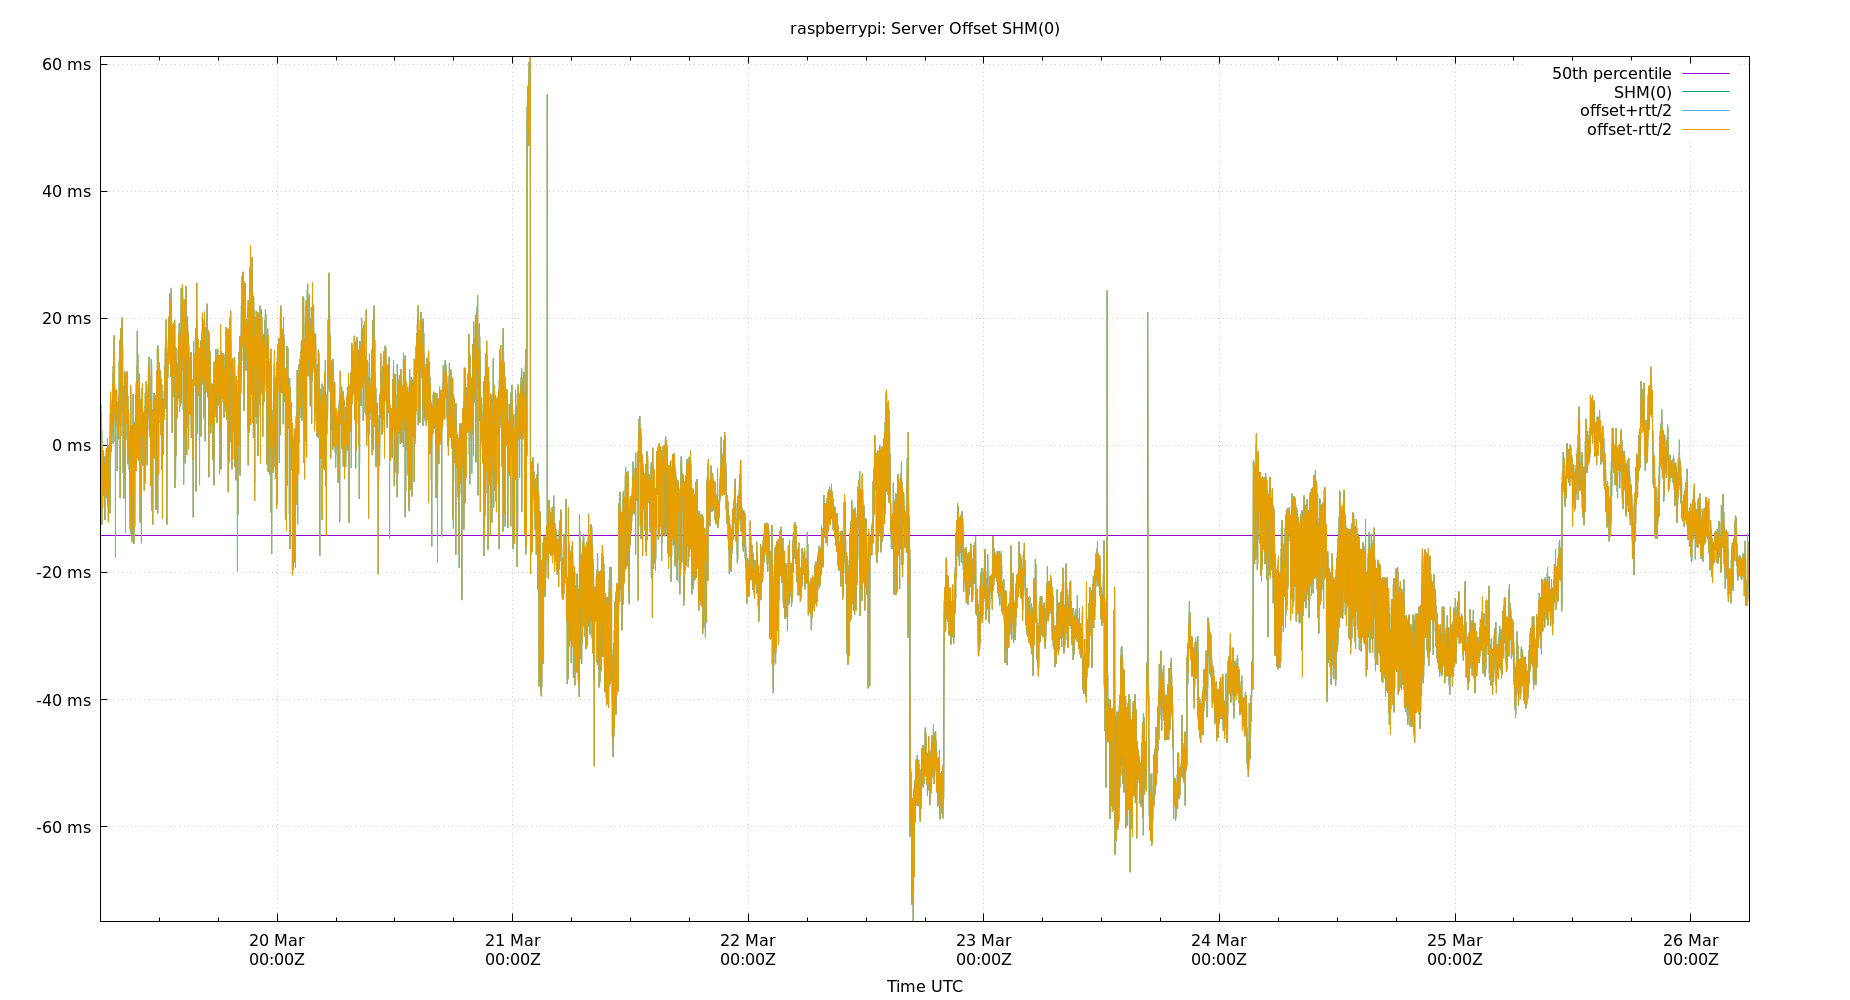 raspberrypi: Server Offset SHM(0)
60 ms
40 ms
20 ms
0 ms
-20 ms
-40 ms
-60 ms
50th percentile
SHM(0)
offset+rtt/2
offset-rtt/2
20 Mar
00:00Z
21 Mar
00:00Z
22 Mar
00:00Z
23 Mar
00:00Z
24 Mar
00:00Z
25 Mar
00:00Z
26 Mar
00:00Z
Time UTC